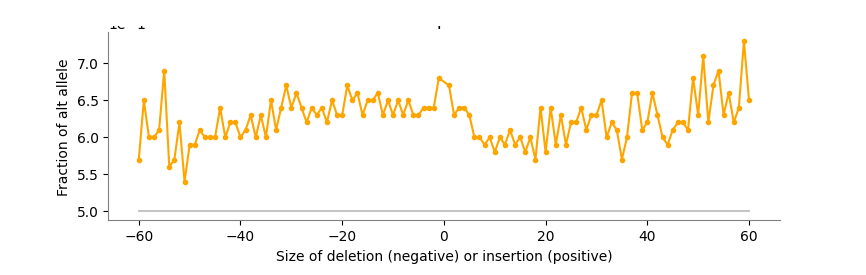 7.0
6.5
6.0
5.5
5.0
Fraction of alt allele
−60 −40 −20 0 20 40 60
Size of deletion (negative) or insertion (positive)